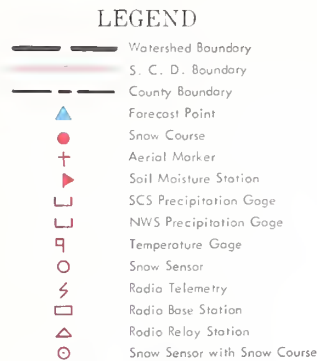 LEGEND
Watershed Boundary
S. C. D. Boundary
County Boundary
Forecast Point
Snow Course
Aerial Marker
Soil Moisture Station
SCS Precipitation Gage
NWS Precipitation Gage
Temperature Gage
Snow Sensor
Radio Telemetry
Radio Base Station
Radio Relay Station
Snow Sensor with Snow Course